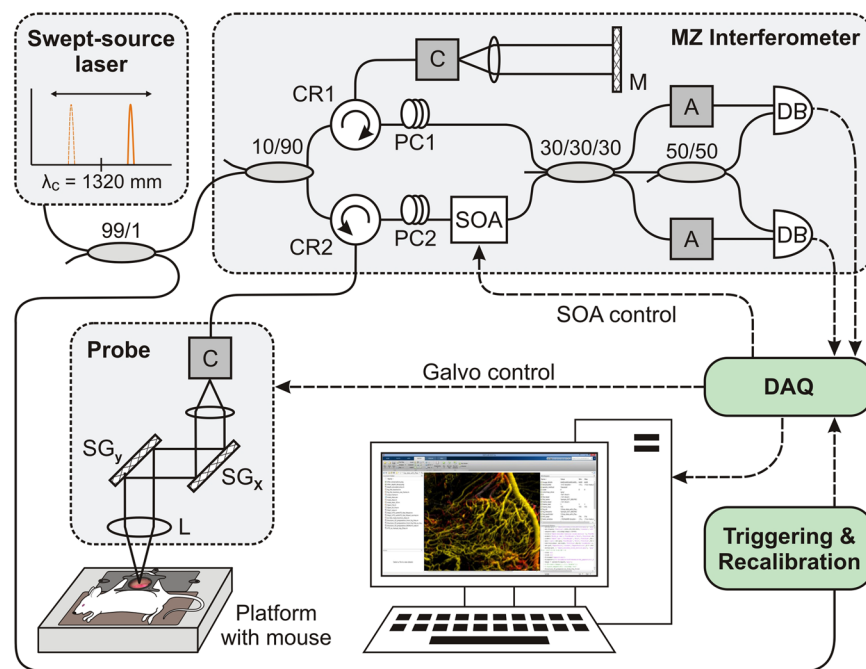 Swept-source
laser
λC = 1320 mm
99/1
MZ Interferometer
C
M
CR1
PC1
10/90
30/30/30
A
DB
50/50
CR2
PC2
SOA
A
DB
SOA control
Probe
C
Galvo control
DAQ
SGy
SGx
L
Triggering &
Recalibration
Platform
with mouse